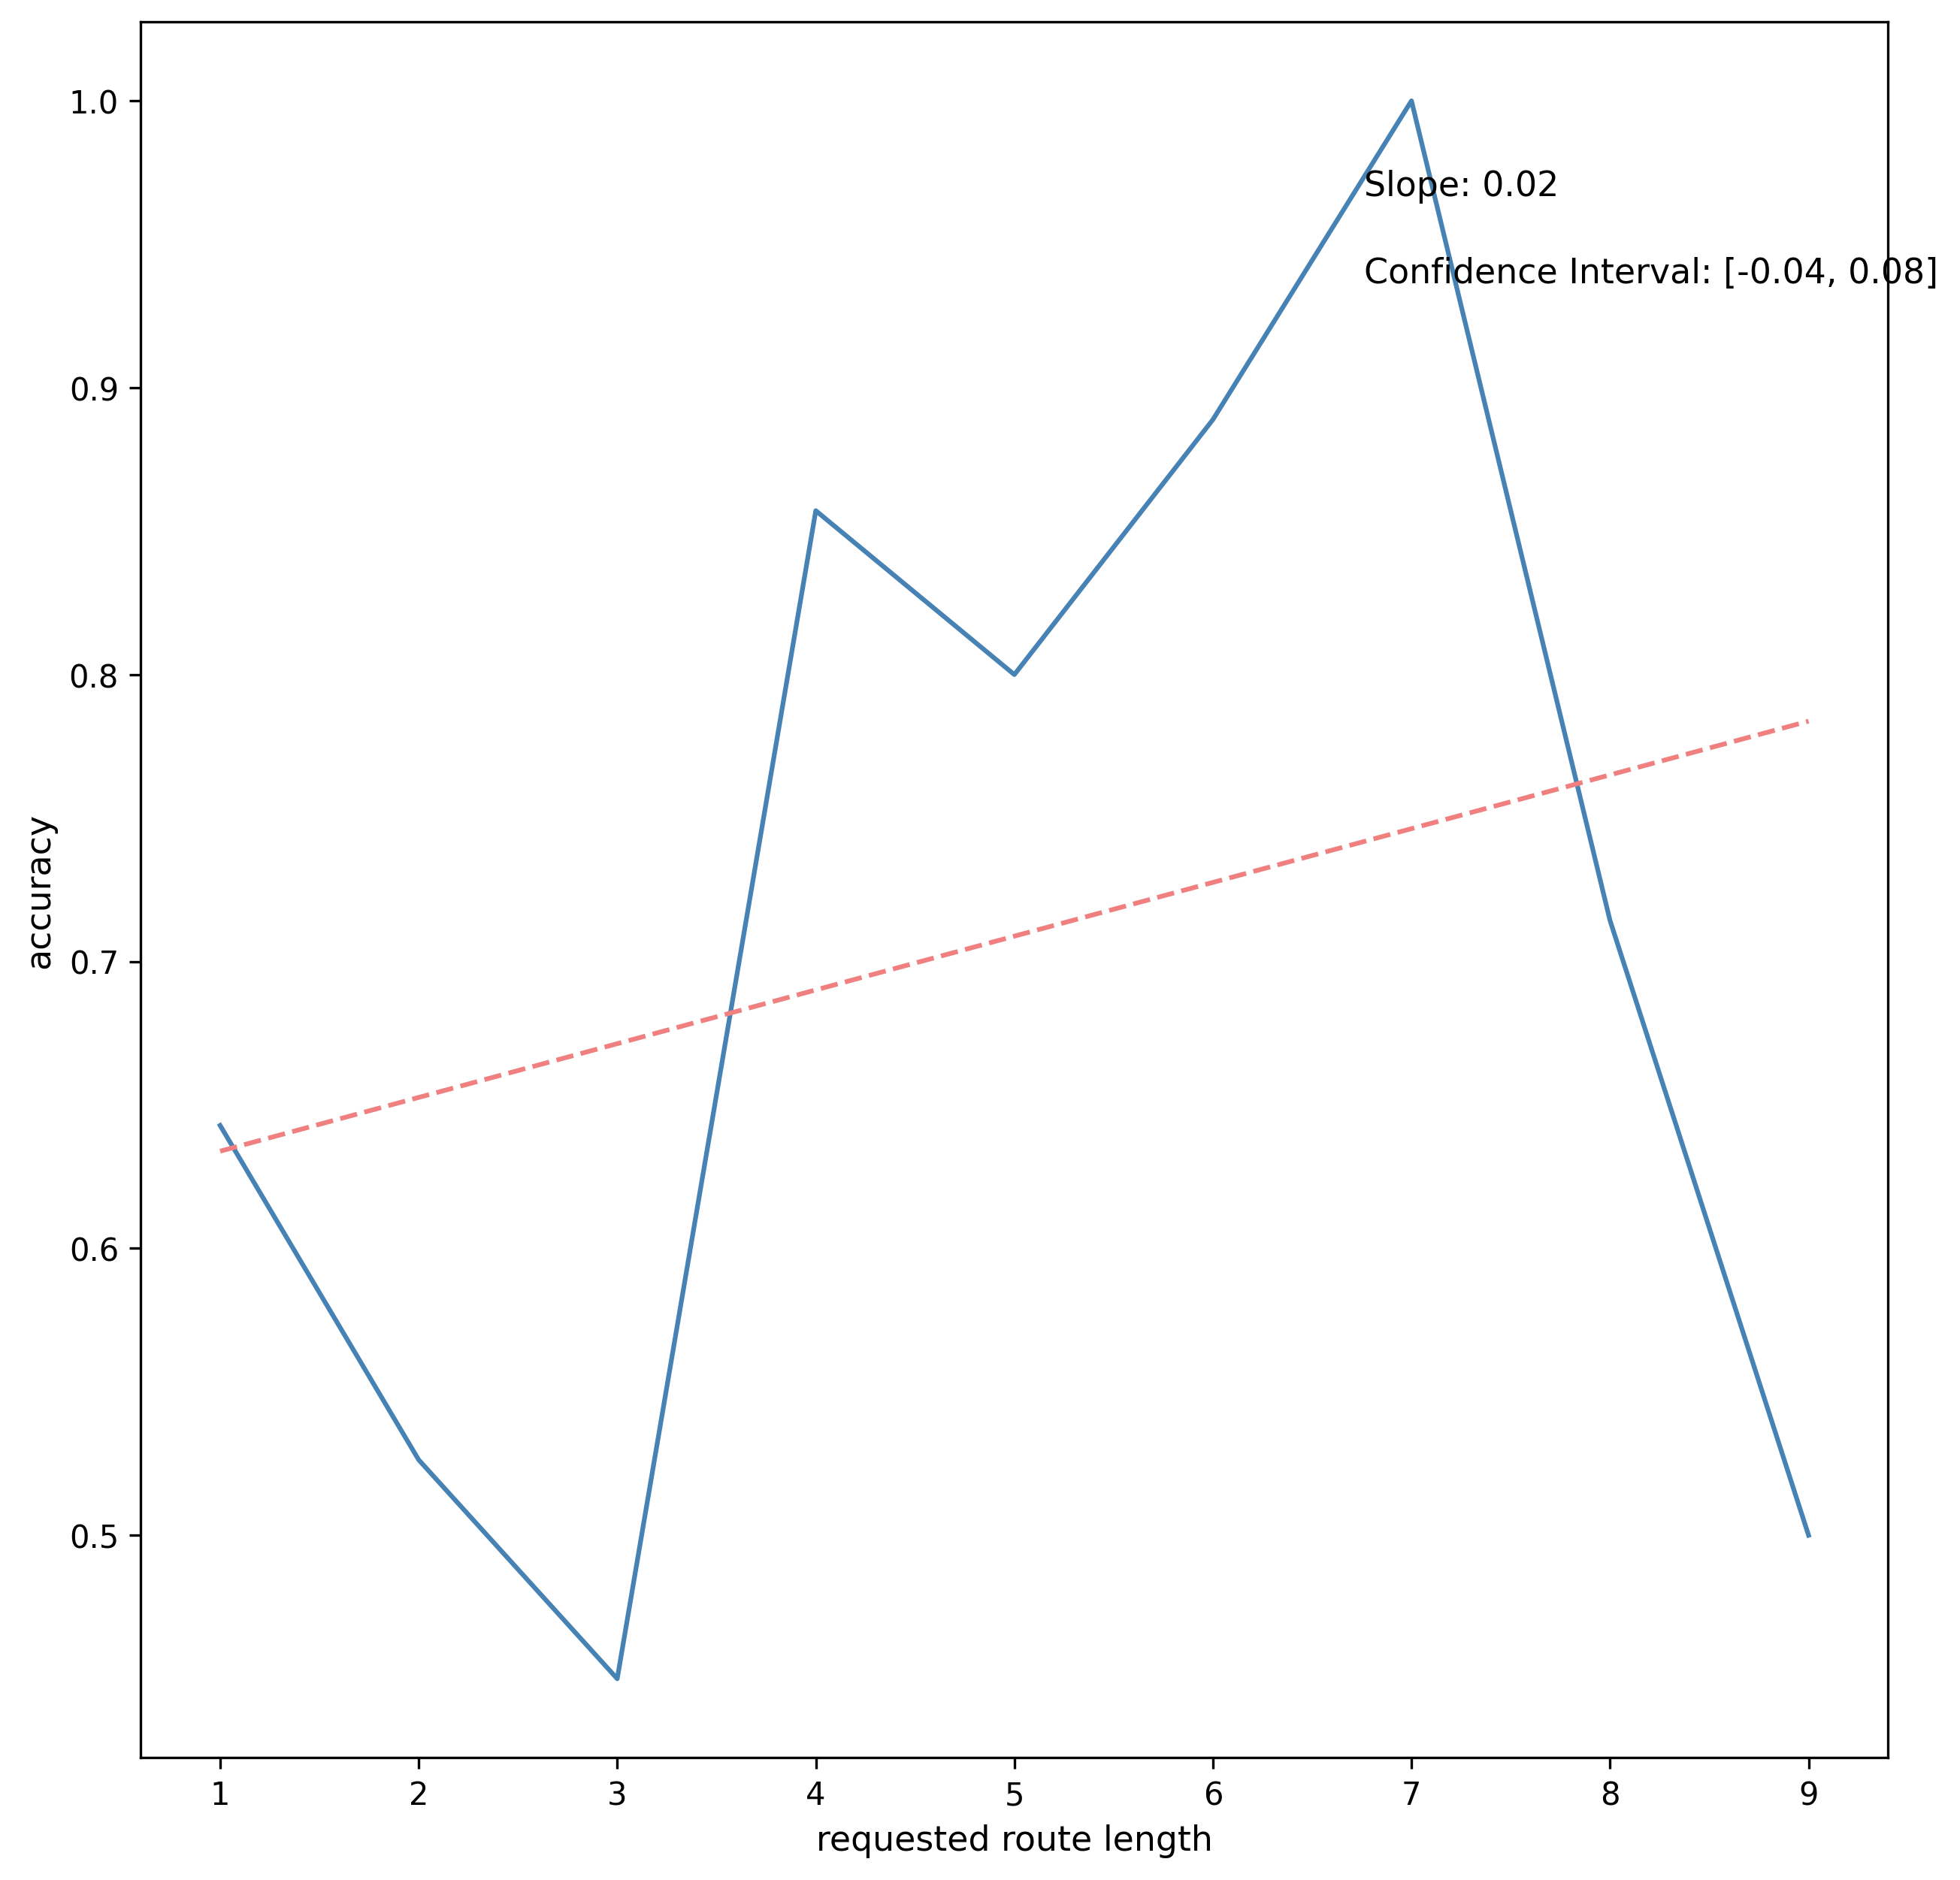 1.0
0.9
0.8
0.7
0.6
0.5
accuracy
Slope: 0.02
Confidence Interval: [-0.04, 0.08]
1 2 3 4 5 6 7 8 9
requested route length